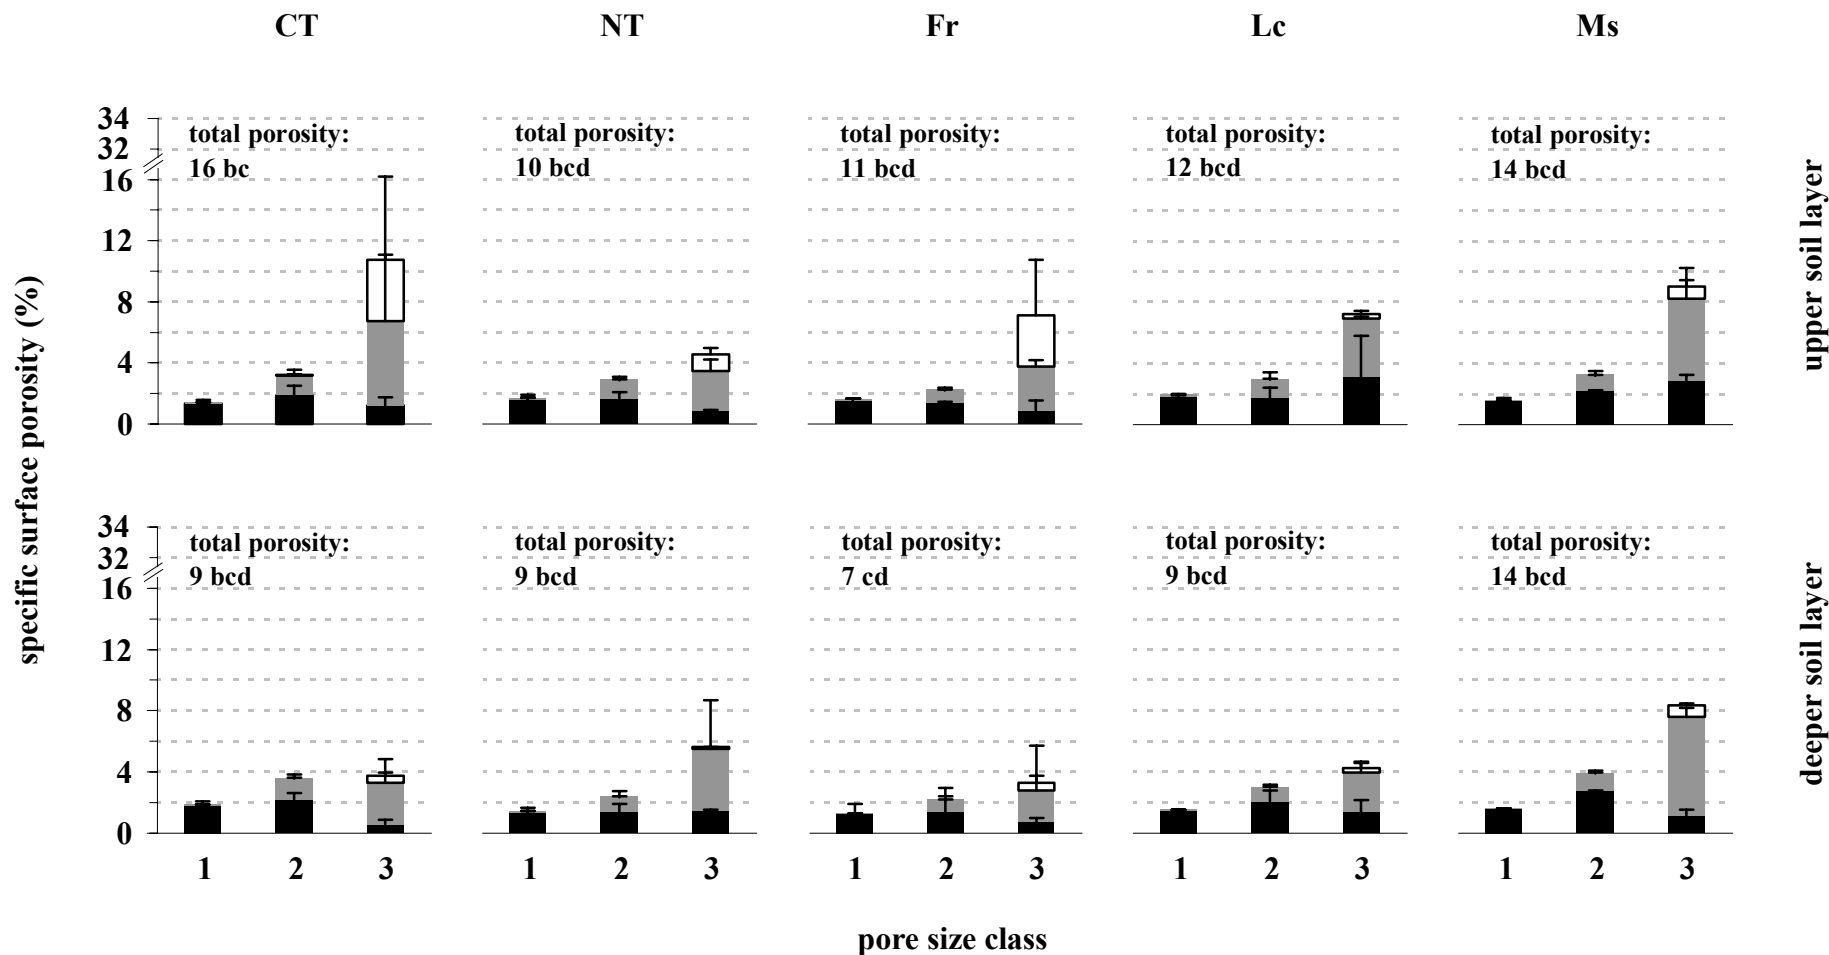 CT NT Fr Lc Ms
34 total porosity: total porosity: total porosity: total porosity: total porosity:
32
16 bc 10 bcd 11 bcd 12 bcd 14 bcd
16
12
8
4
0
upper soil layer
specific surface porosity (%)
34
total porosity: total porosity: total porosity: total porosity: total porosity:
32
9 bcd 9 bcd 7 cd 9 bcd 14 bcd
16
12
8
4
0
deeper soil layer
1 2 3 1 2 3 1 2 3 1 2 3 1 2 3
pore size class